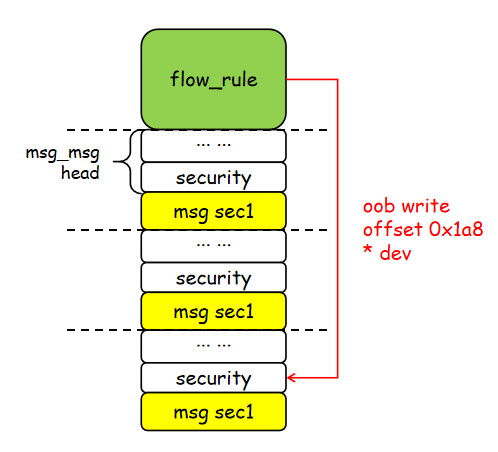 flow_rule
... ...
msg_msg
head
security
msg sec1
oob write
offset 0x1a8
* dev
... ...
security
msg sec1
... ...
security
msg sec1